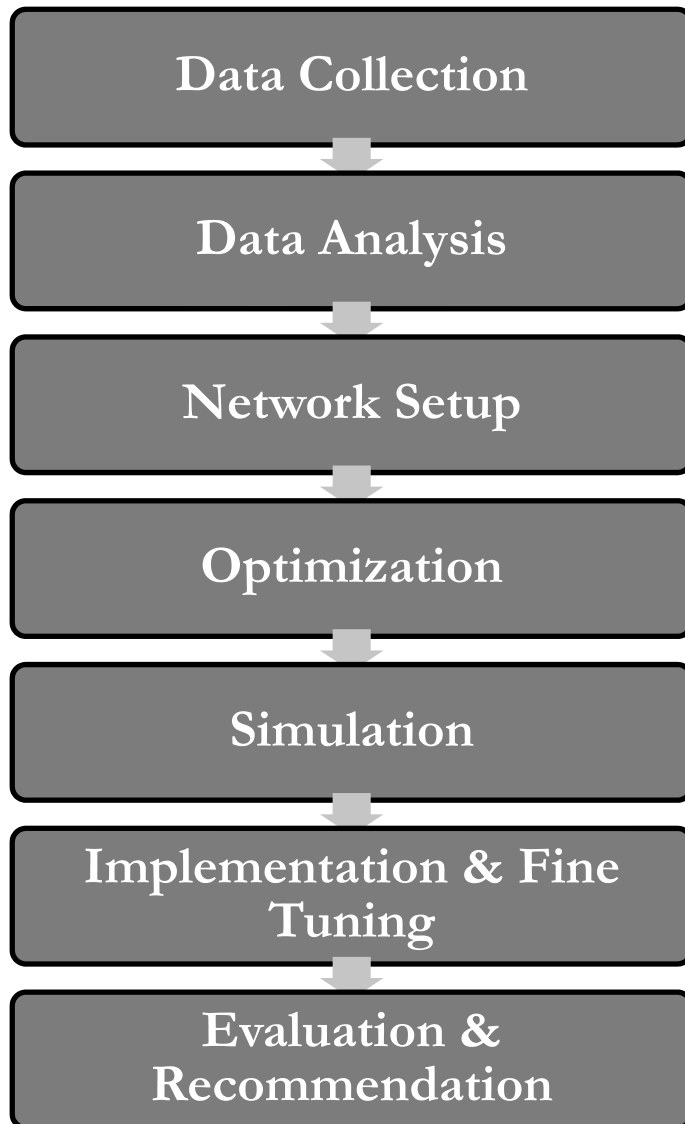 Data Collection
Data Analysis
Network Setup
Optimization
Simulation
Implementation & Fine
Tuning
Evaluation &
Recommendation